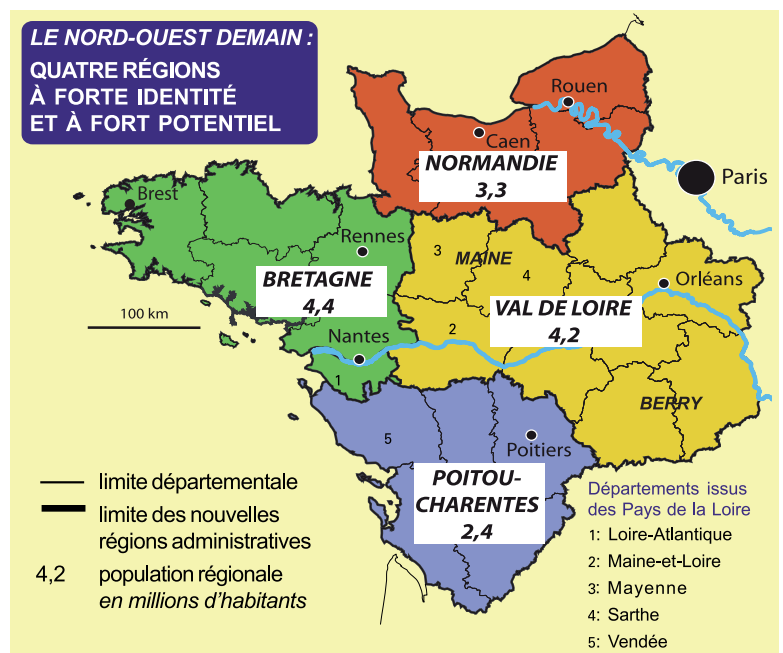 LE NORD-OUEST DEMAIN :
QUATRE RÉGIONS
À FORTE IDENTITÉ
ET À FORT POTENTIEL
Rouen
Caen
NORMANDIE
3,3
Paris
Brest
Rennes
3
MAINE
4
Orléans
BRETAGNE
4,4
VAL DE LOIRE
4,2
100 km
Nantes
2
1
BERRY
5
Poitiers
POITOU-
CHARENTES
2,4
limite départementale
limite des nouvelles
régions administratives
4,2 population régionale
en millions d'habitants
Départements issus
des Pays de la Loire
1: Loire-Atlantique
2: Maine-et-Loire
3: Mayenne
4: Sarthe
5: Vendée